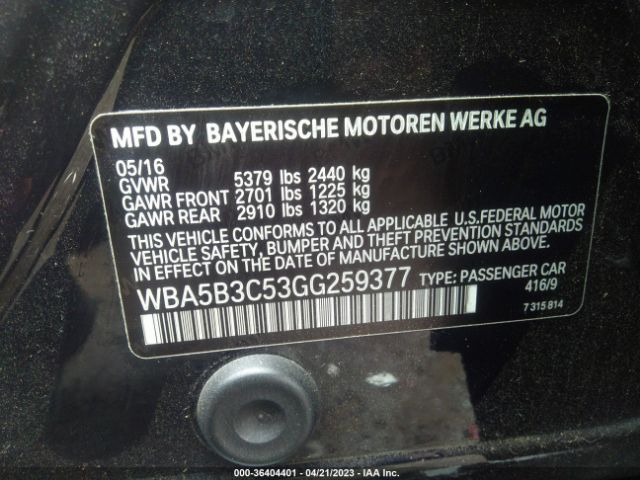 MFD BY BAYERISCHE MOTOREN WERKE AG
05/16
GVWR 5379 lbs 2440 kg
GAWR FRONT 2701 lbs 1225 kg
GAWR REAR 2910 lbs 1320 kg
THIS VEHICLE CONFORMS TO ALL APPLICABLE U.S.FEDERAL MOTOR
VEHICLE SAFETY, BUMPER AND THEFT PREVENTION STANDARDS
IN EFFECT ON THE DATE OF MANUFACTURE SHOWN ABOVE.
WBA5B3C53GG259377 TYPE: PASSENGER CAR
416/9
7 315 814
000-36404401 - 04/21/2023 - IAA Inc.